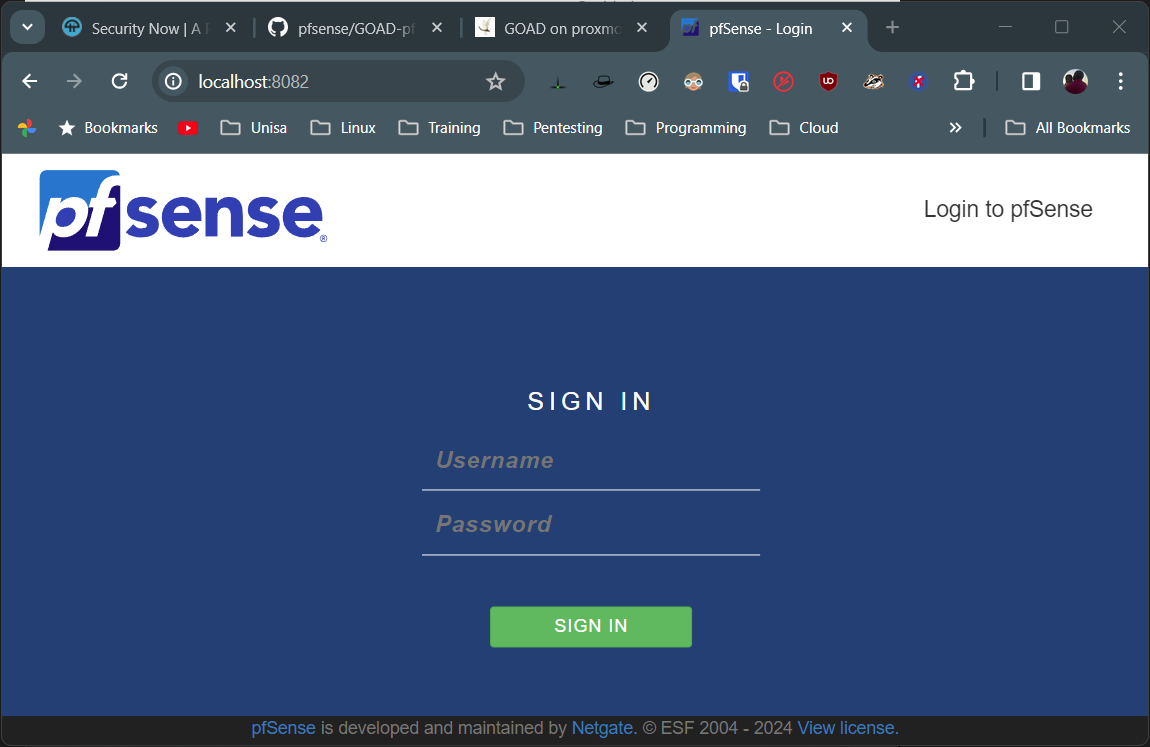 Security Now | A
pfsense/GOAD-pf
GOAD on proxmo
pfSense - Login
localhost:8082
Bookmarks
Unisa
Linux
Training
Pentesting
Programming
Cloud
All Bookmarks
pfsense®
Login to pfSense
SIGN IN
Username
Password
SIGN IN
pfSense is developed and maintained by Netgate. © ESF 2004 - 2024 View license.